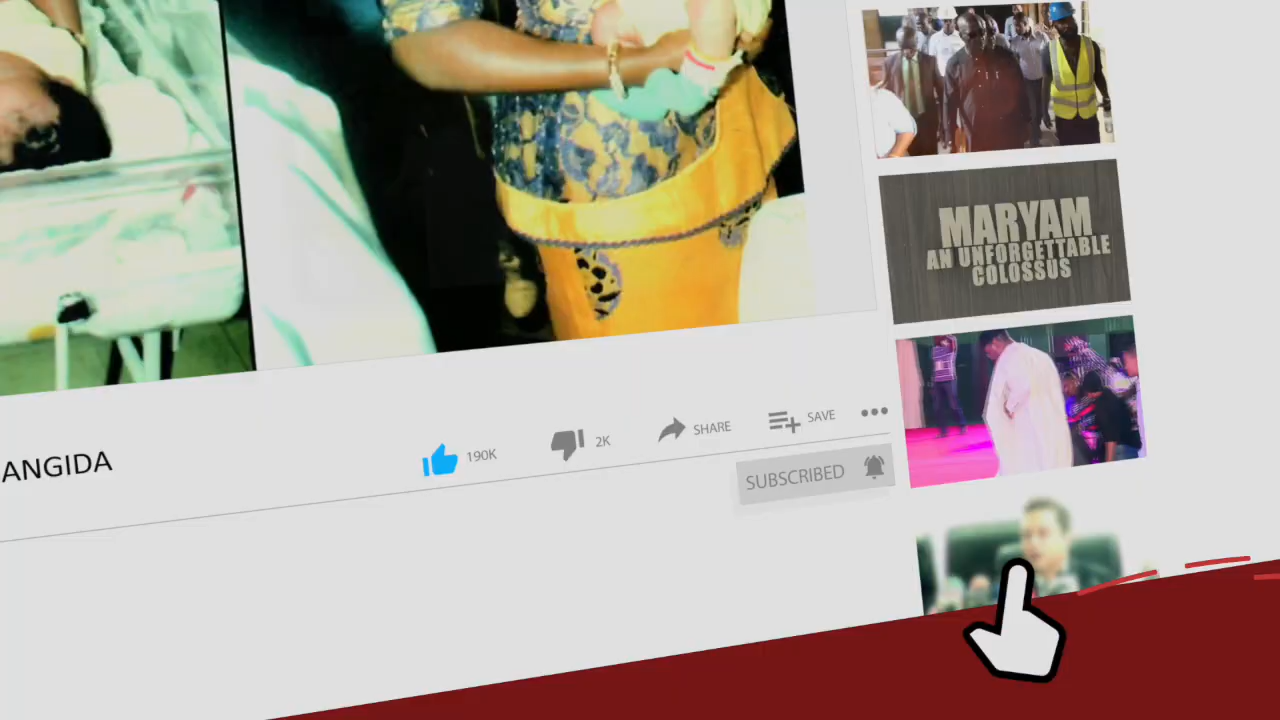 MARYAM
AN UNFORGETTABLE
COLOSSUS
ANGIDA
190K
2K
SHARE
SAVE
SUBSCRIBED